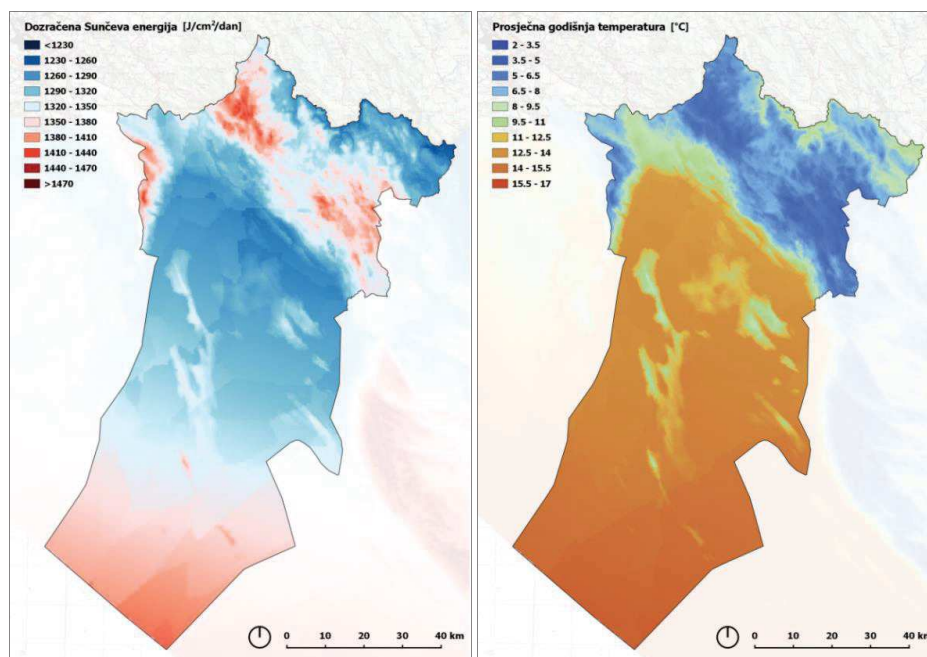 Dozračena Sunčeva energija [J/cm²/dan]
<1230
1230 - 1260
1260 - 1290
1290 - 1320
1320 - 1350
1350 - 1380
1380 - 1410
1410 - 1440
1440 - 1470
>1470
0 10 20 30 40 km
Prosječna godišnja temperatura [°C]
2 - 3.5
3.5 - 5
5 - 6.5
6.5 - 8
8 - 9.5
9.5 - 11
11 - 12.5
12.5 - 14
14 - 15.5
15.5 - 17
0 10 20 30 40 km